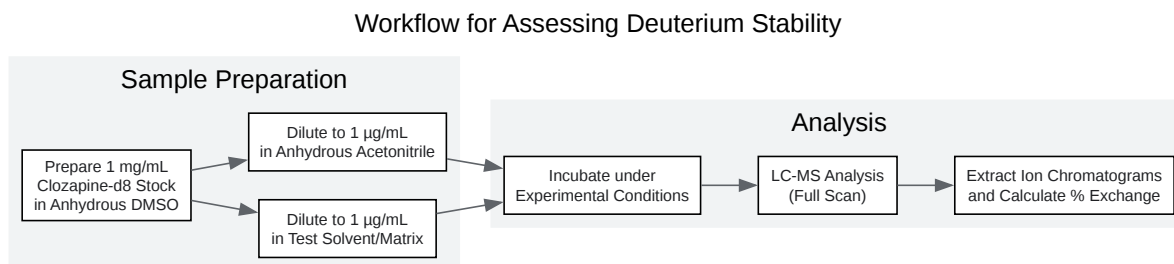 Workflow for Assessing Deuterium Stability
Sample Preparation
Prepare 1 mg/mL
Clozapine-d8 Stock
in Anhydrous DMSO
Dilute to 1 µg/mL
in Anhydrous Acetonitrile
Dilute to 1 µg/mL
in Test Solvent/Matrix
Analysis
Incubate under
Experimental Conditions
LC-MS Analysis
(Full Scan)
Extract Ion Chromatograms
and Calculate % Exchange